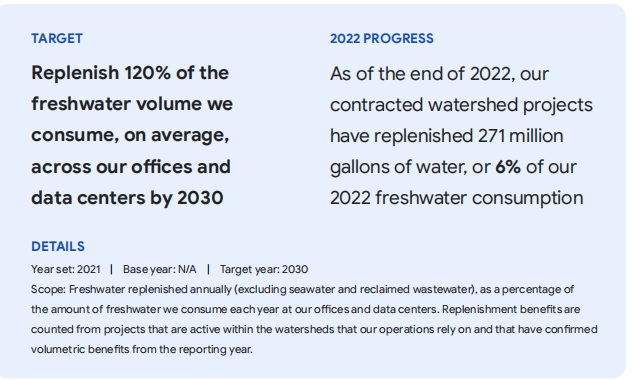 TARGET
Replenish 120% of the
freshwater volume we
consume, on average,
across our offices and
data centers by 2030
2022 PROGRESS
As of the end of 2022, our
contracted watershed projects
have replenished 271 million
gallons of water, or 6% of our
2022 freshwater consumption
DETAILS
Year set: 2021 | Base year: N/A | Target year: 2030
Scope: Freshwater replenished annually (excluding seawater and reclaimed wastewater), as a percentage of
the amount of freshwater we consume each year at our offices and data centers. Replenishment benefits are
counted from projects that are active within the watersheds that our operations rely on and that have confirmed
volumetric benefits from the reporting year.